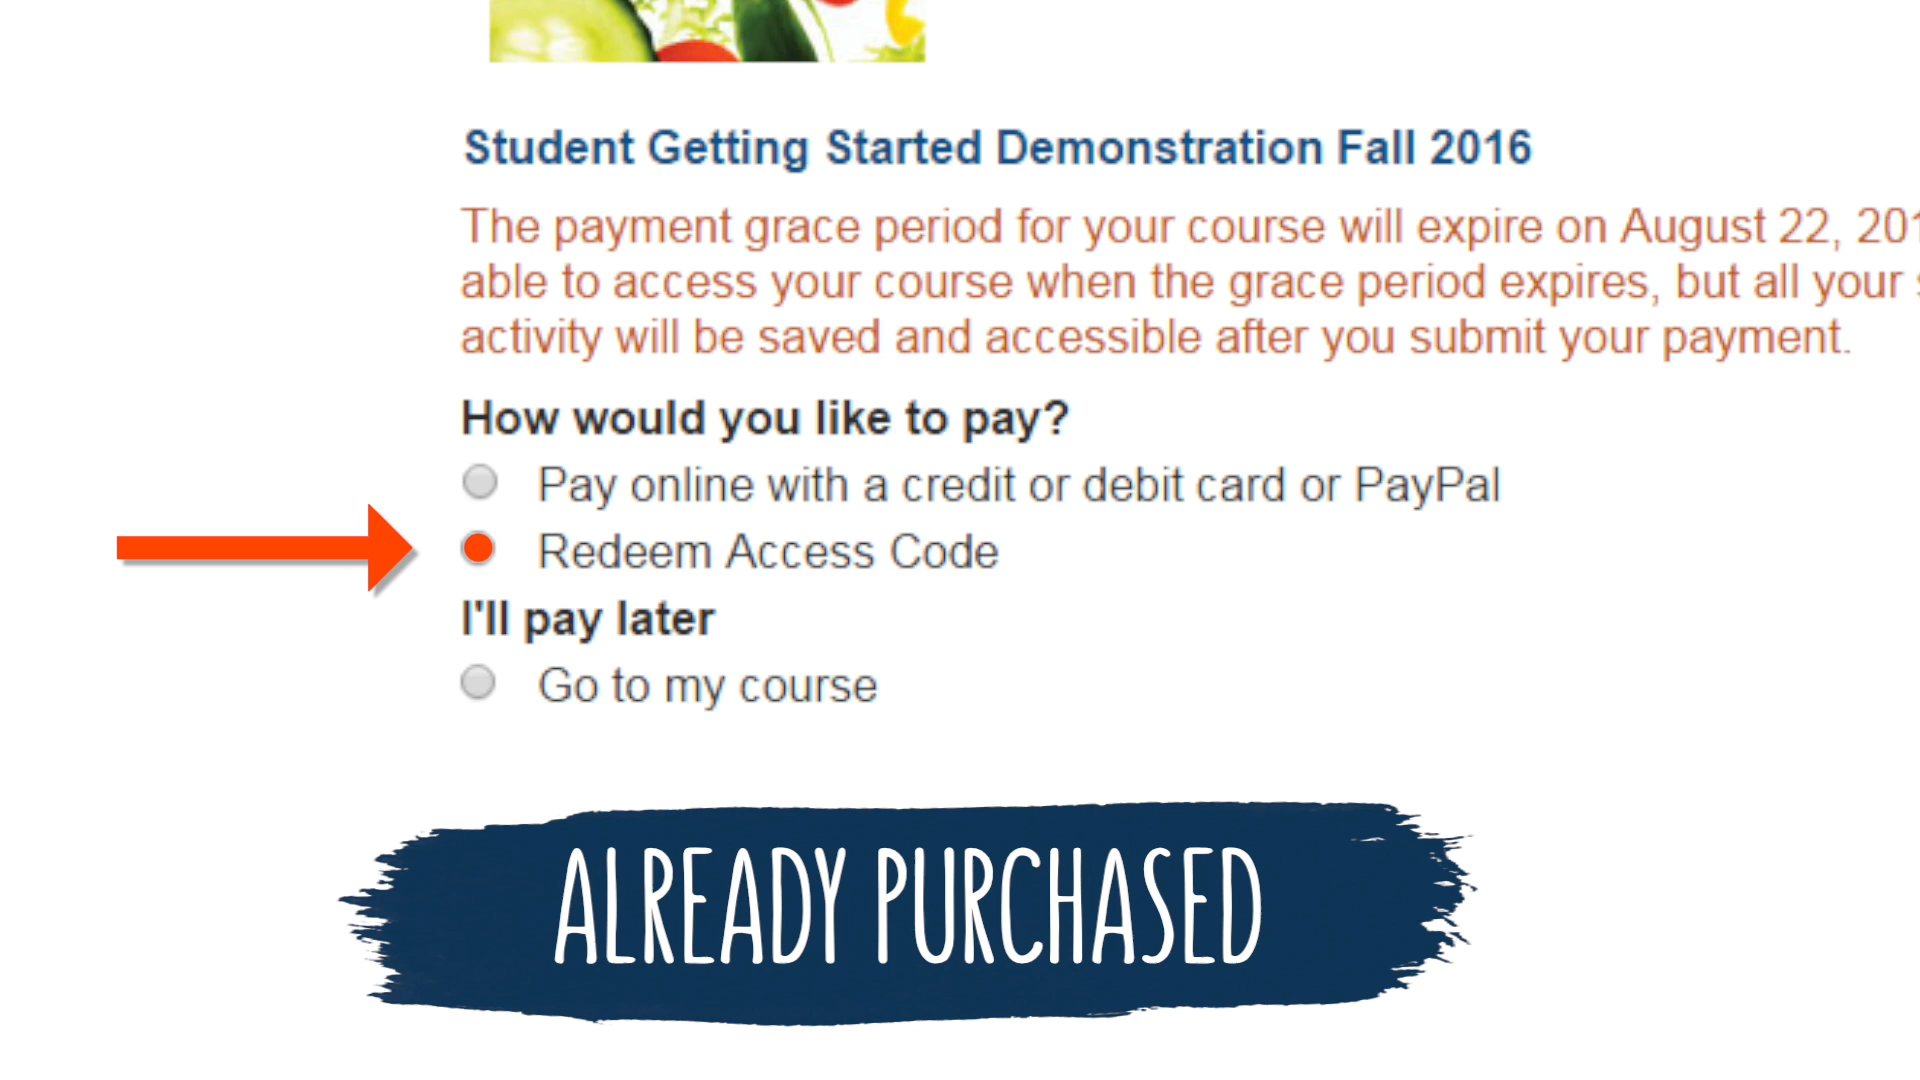 Student Getting Started Demonstration Fall 2016
The payment grace period for your course will expire on August 22,
able to access your course when the grace period expires, but all your
activity will be saved and accessible after you submit your payment.
How would you like to pay?
Pay online with a credit or debit card or PayPal
Redeem Access Code
I'll pay later
Go to my course
ALREADY PURCHASED